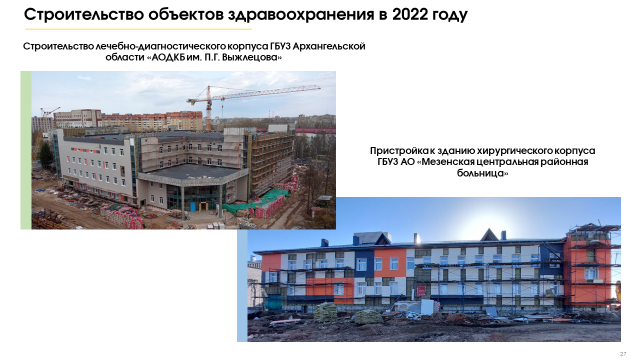 Строительство объектов здравоохранения в 2022 году
Строительство лечебно-диагностического корпуса ГБУЗ Архангельской
области «АОДКБ им. П.Г. Выжлецова»
Пристройка к зданию хирургического корпуса
ГБУЗ АО «Мезенская центральная районная
больница»
27